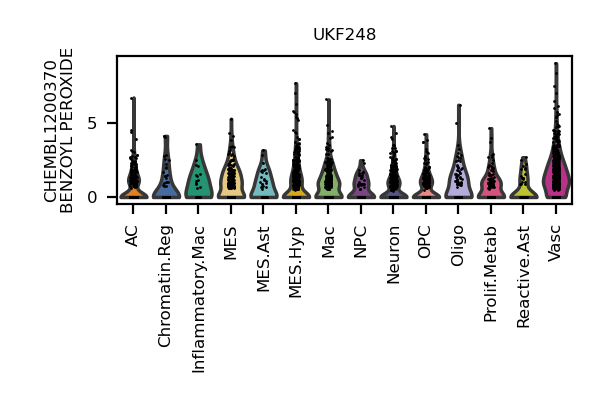 UKF248
CHEMBL1200370
BENZOYL PEROXIDE
5
0
AC
Chromatin.Reg
Inflammatory.Mac
MES
MES.Ast
MES.Hyp
Mac
NPC
Neuron
OPC
Oligo
Prolif.Metab
Reactive.Ast
Vasc